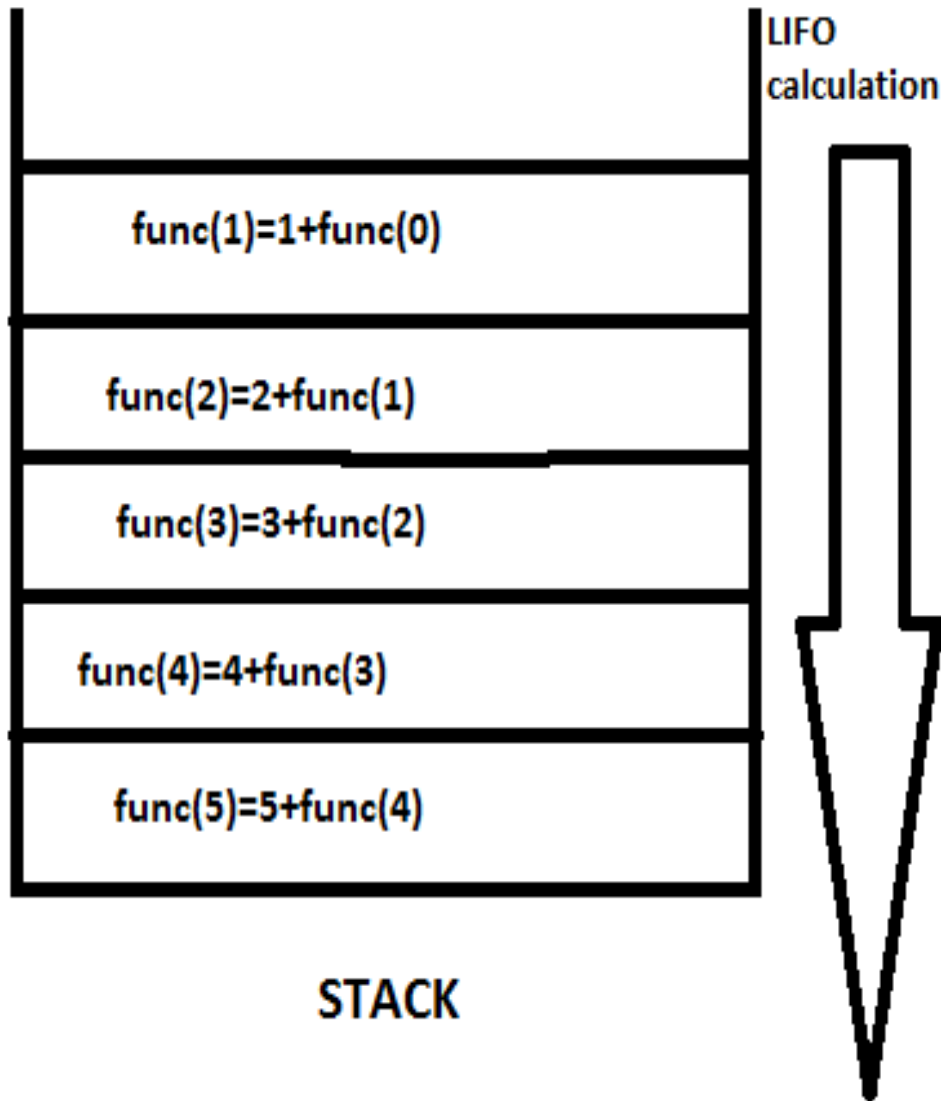 LIFO
calculation
func(1)=1+func(0)
func(2)=2+func(1)
func(3)=3+func(2)
func(4)=4+func(3)
func(5)=5+func(4)
STACK